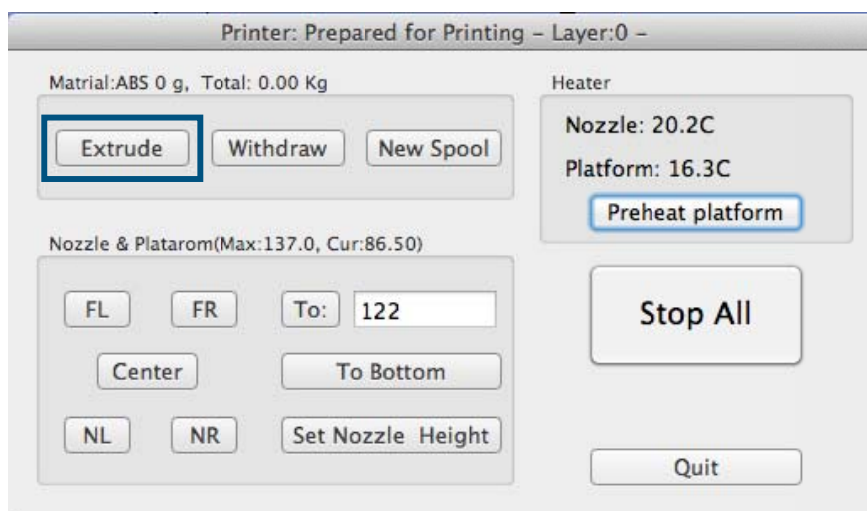 Printer: Prepared for Printing – Layer:0 –
Matrial:ABS 0 g, Total: 0.00 Kg
Extrude Withdraw New Spool
Heater
Nozzle: 20.2C
Platform: 16.3C
Preheat platform
Nozzle & Platarom(Max:137.0, Cur:86.50)
FL FR To: 122
Center To Bottom
NL NR Set Nozzle Height
Stop All
Quit